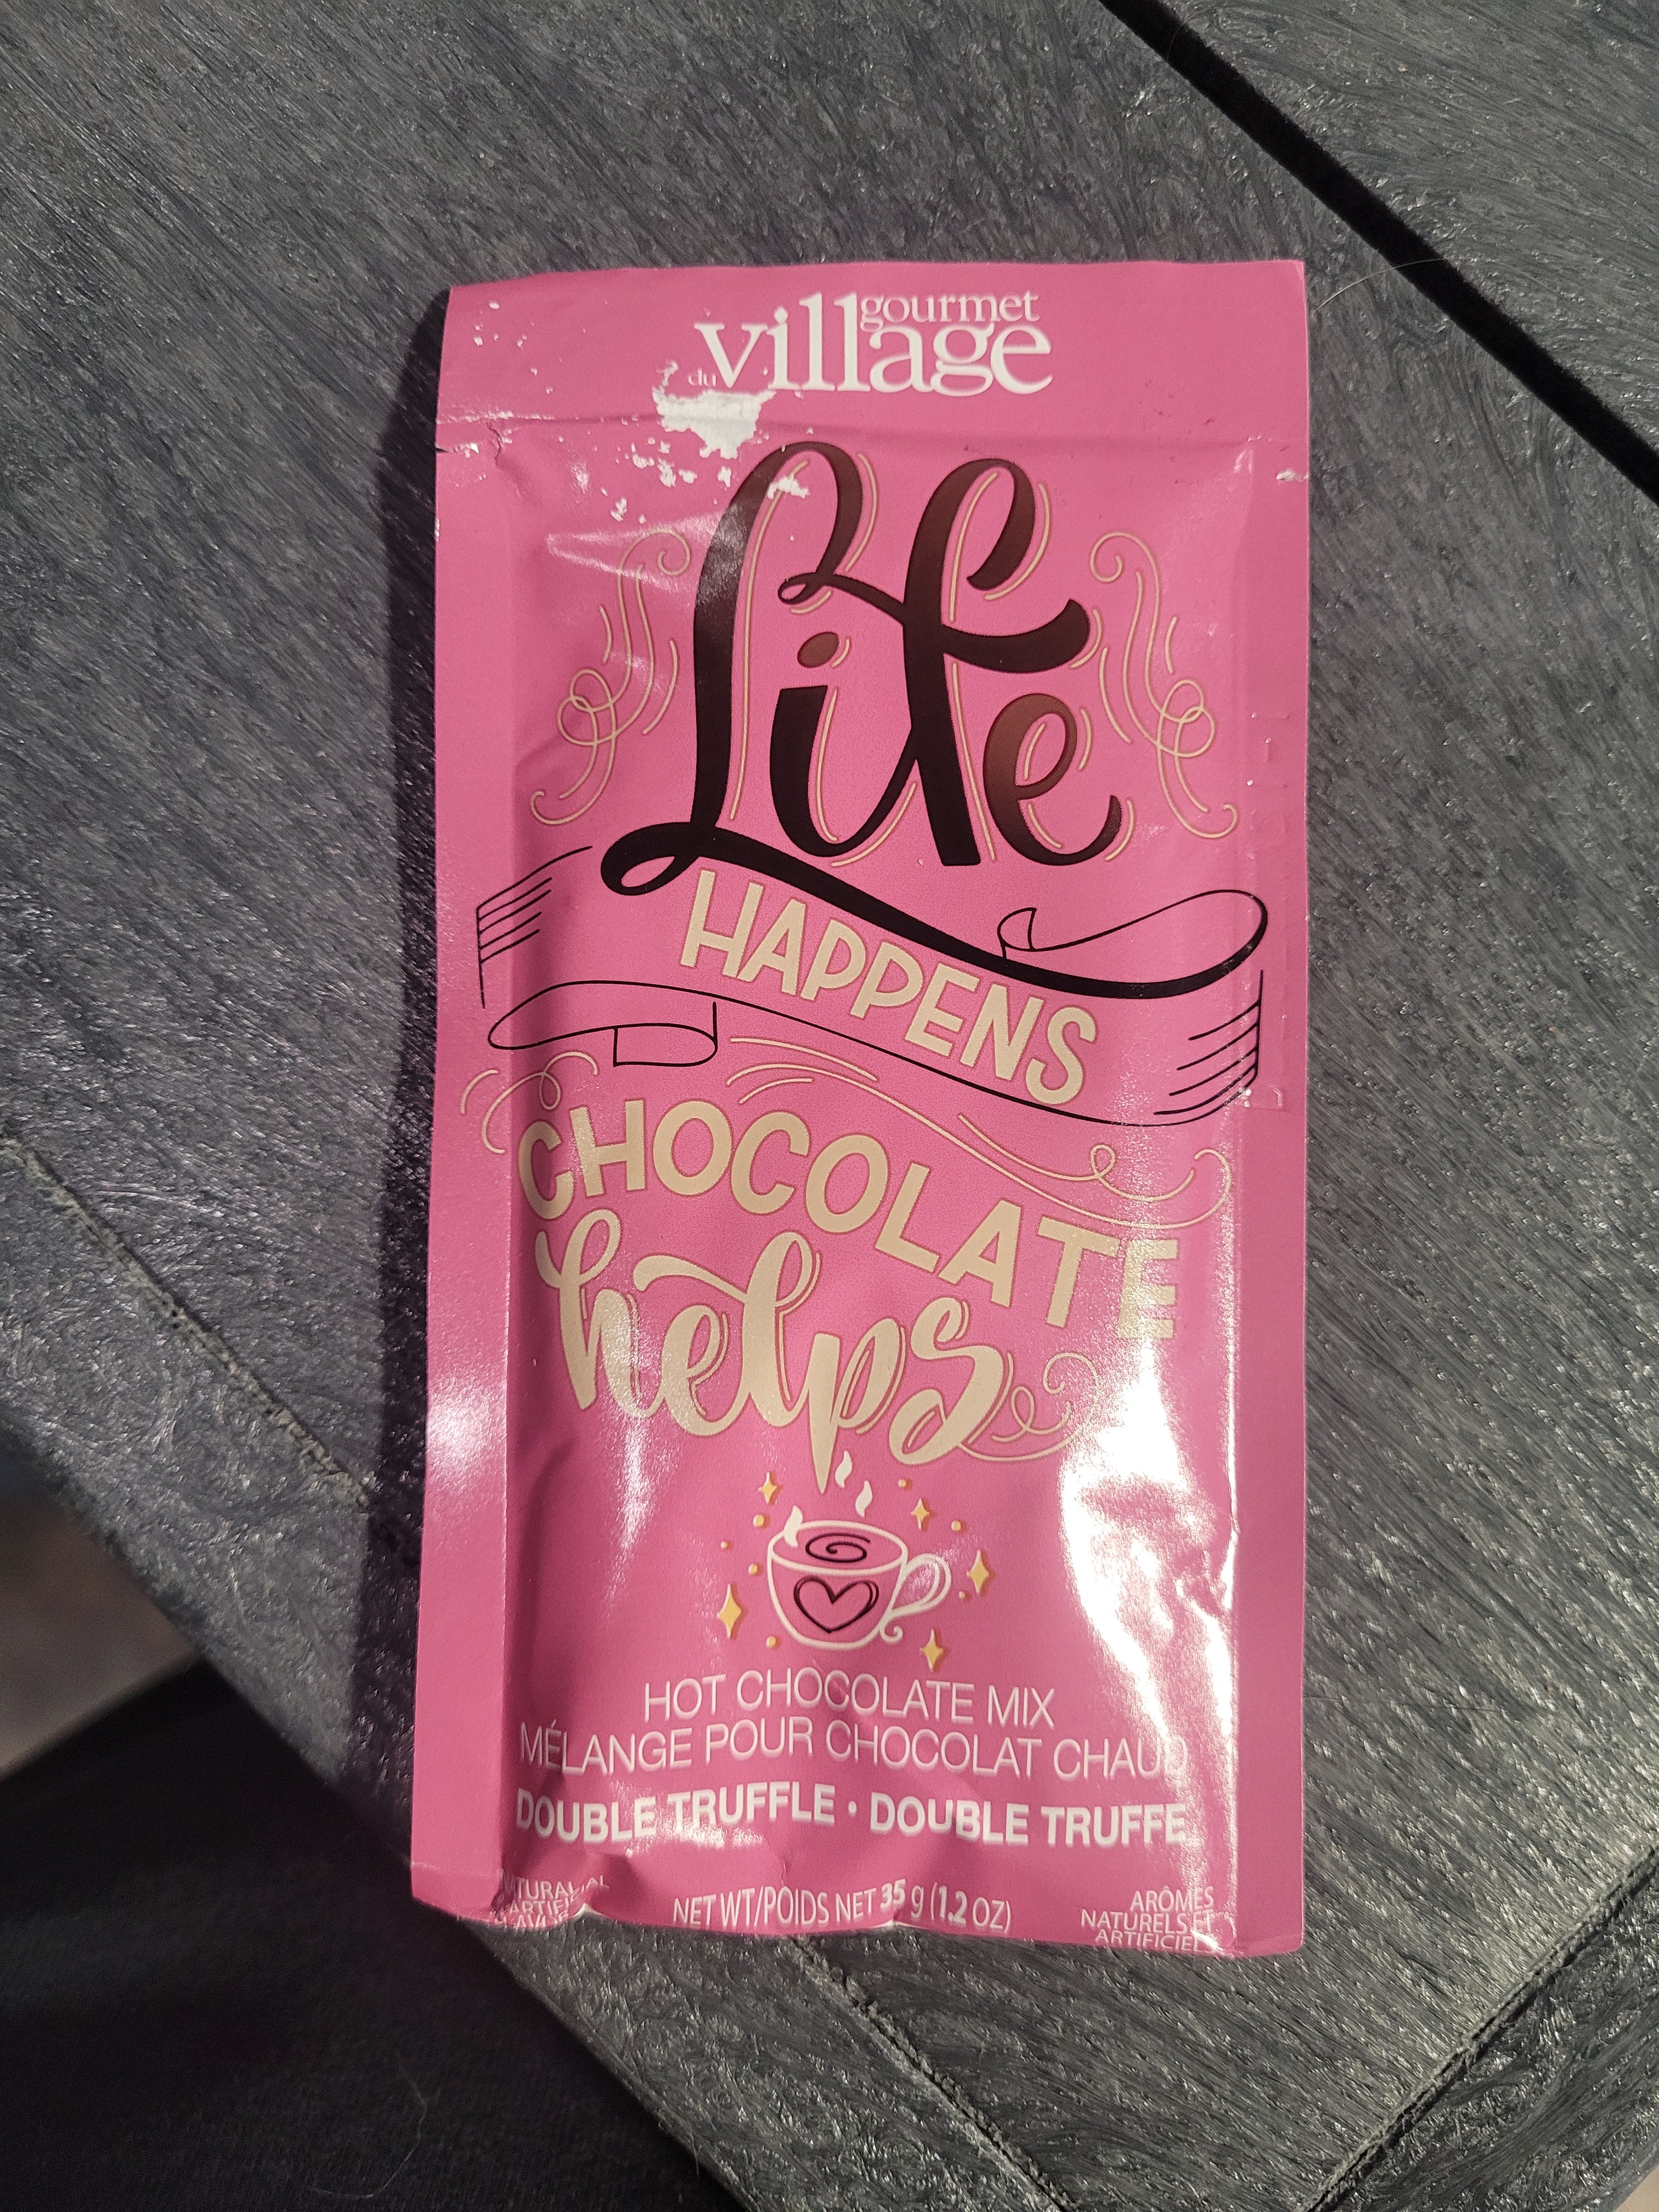 gourmet
du village
Life
HAPPENS
CHOCOLATE
helps
HOT CHOCOLATE MIX
MÉLANGE POUR CHOCOLAT CHAUD
DOUBLE TRUFFLE • DOUBLE TRUFFE
NET WT/POIDS NET 35 g (1.2 OZ)
ARÔMES
NATURELS ET
ARTIFICIELS